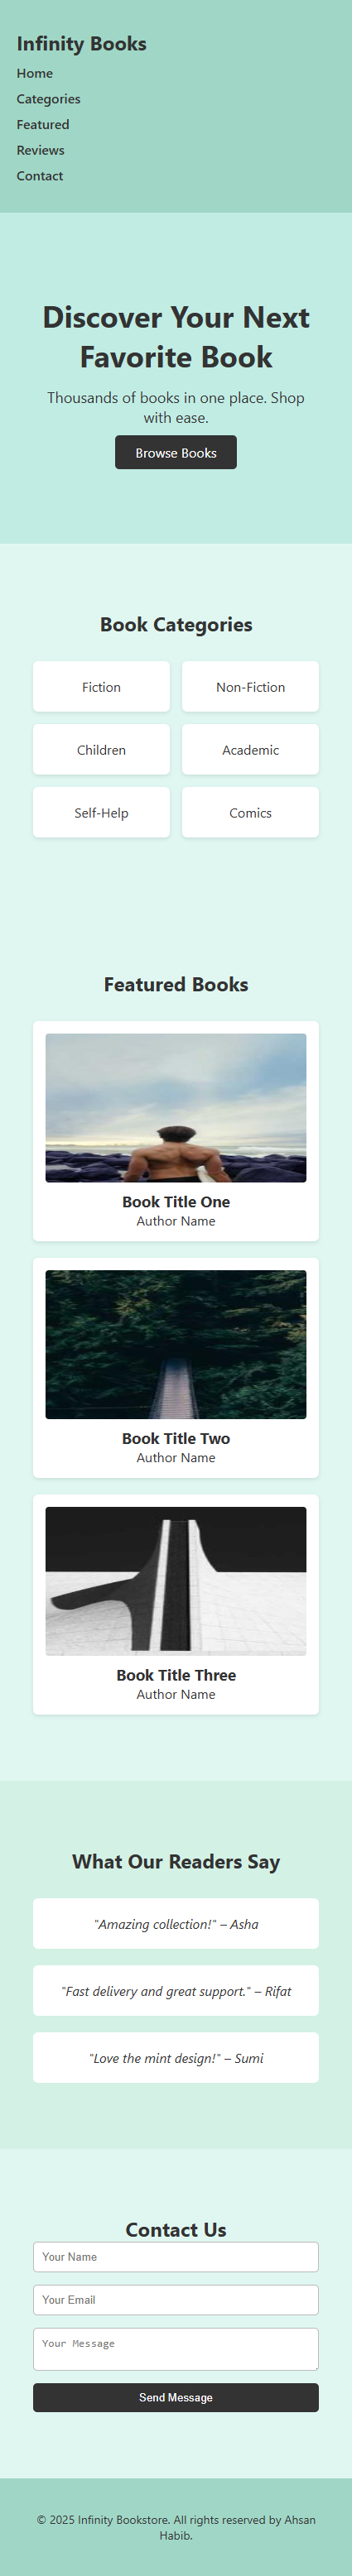 Infinity Books
Home
Categories
Featured
Reviews
Contact
Discover Your Next
Favorite Book
Thousands of books in one place. Shop
with ease.
Browse Books
Book Categories
Fiction
Non-Fiction
Children
Academic
Self-Help
Comics
Featured Books
Book Title One
Author Name
Book Title Two
Author Name
Book Title Three
Author Name
What Our Readers Say
"Amazing collection!" – Asha
"Fast delivery and great support." – Rifat
"Love the mint design!" – Sumi
Contact Us
Your Name
Your Email
Your Message
Send Message
© 2025 Infinity Bookstore. All rights reserved by Ahsan
Habib.